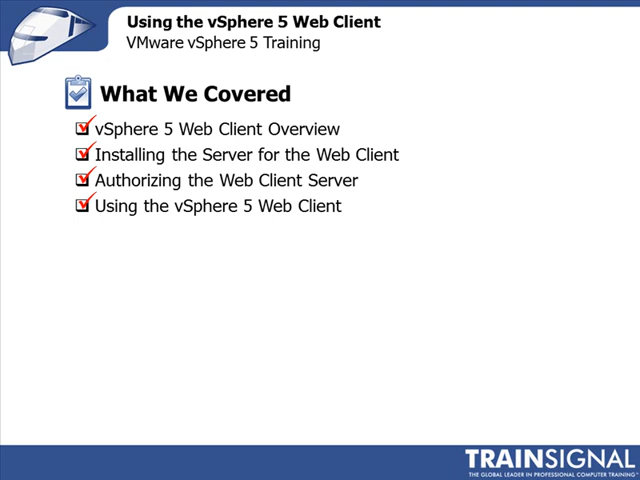 Using the vSphere 5 Web Client
VMware vSphere 5 Training
What We Covered
vSphere 5 Web Client Overview
Installing the Server for the Web Client
Authorizing the Web Client Server
Using the vSphere 5 Web Client
TRAINSIGNAL
THE GLOBAL LEADER IN PROFESSIONAL COMPUTER TRAINING